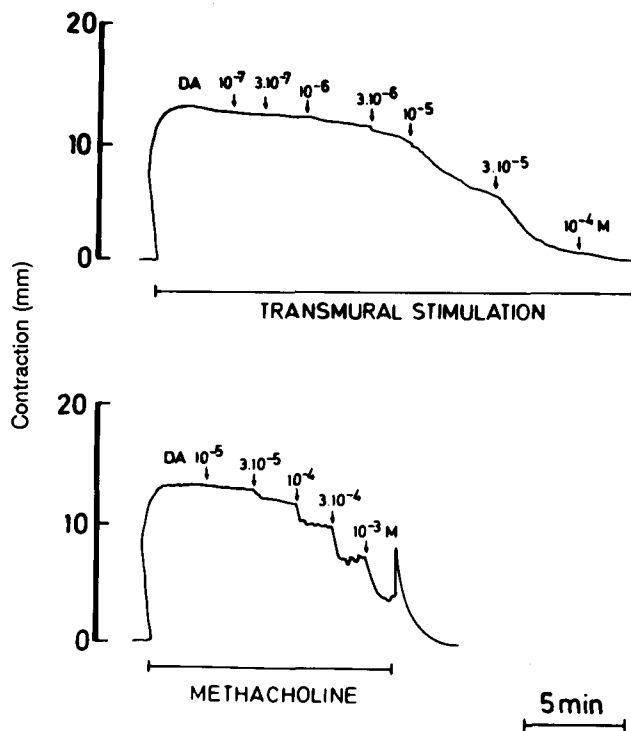 20
DA 10⁻⁷ 3.10⁻⁷ 10⁻⁶ 3.10⁻⁶ 10⁻⁵
10
3.10⁻⁵
10⁻⁴ M
0
TRANSMURAL STIMULATION
Contraction (mm)
20
DA 10⁻⁵ 3.10⁻⁵ 10⁻⁴ 3.10⁻⁴
10
10⁻³ M
0
METHACHOLINE
5 min